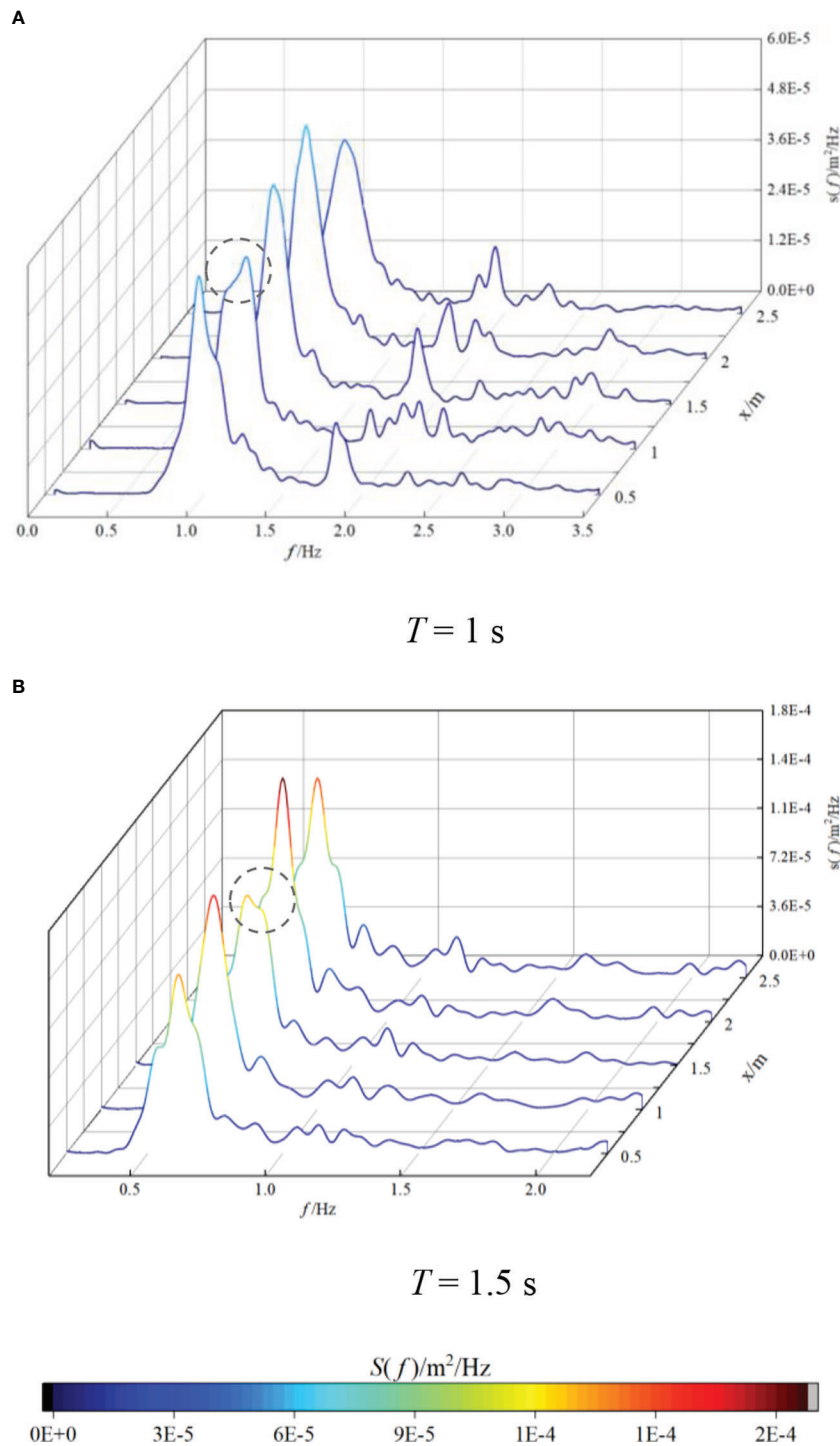 A
6.0E-5
4.8E-5
3.6E-5
2.4E-5
1.2E-5
0.0E+0
s(f)/m²/Hz
2.5
2
1.5
1
0.5
x/m
0.0 0.5 1.0 1.5 2.0 2.5 3.0 3.5
f/Hz
T = 1 s
B
1.8E-4
1.4E-4
1.1E-4
7.2E-5
3.6E-5
0.0E+0
s(f)/m²/Hz
2.5
2
1.5
1
0.5
x/m
0.5 1.0 1.5 2.0
f/Hz
T = 1.5 s
S(f)/m²/Hz
0E+0 3E-5 6E-5 9E-5 1E-4 1E-4 2E-4